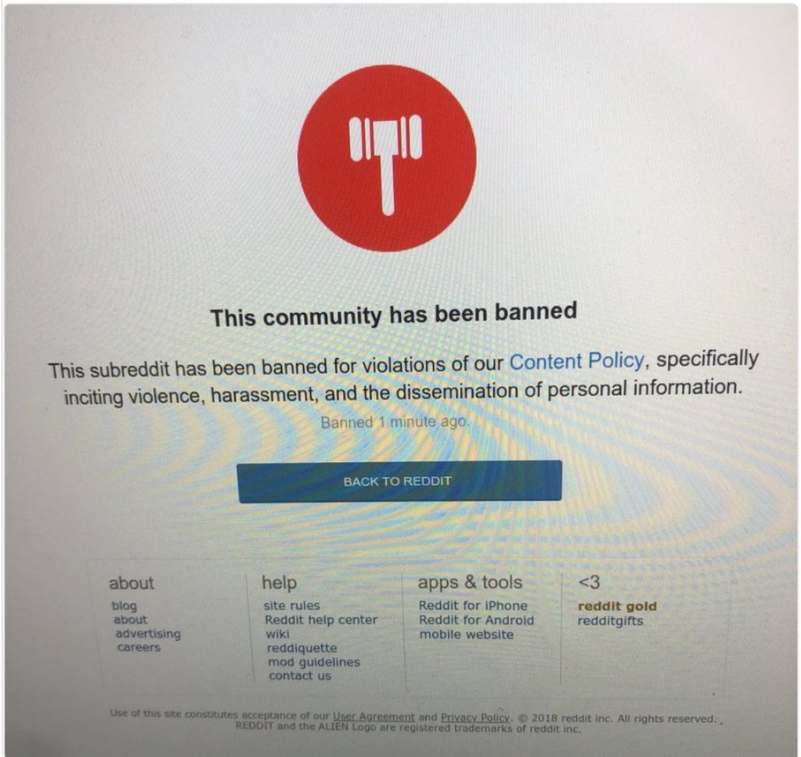 This community has been banned
This subreddit has been banned for violations of our Content Policy, specifically
inciting violence, harassment, and the dissemination of personal information.
Banned 1 minute ago.
BACK TO REDDIT
about
blog
about
advertising
careers
help
site rules
Reddit help center
wiki
reddiquette
mod guidelines
contact us
apps & tools
Reddit for iPhone
Reddit for Android
mobile website
<3
reddit gold
redditgifts
Use of this site constitutes acceptance of our User Agreement and Privacy Policy. © 2018 reddit inc. All rights reserved.
REDDIT and the ALIEN Logo are registered trademarks of reddit inc.